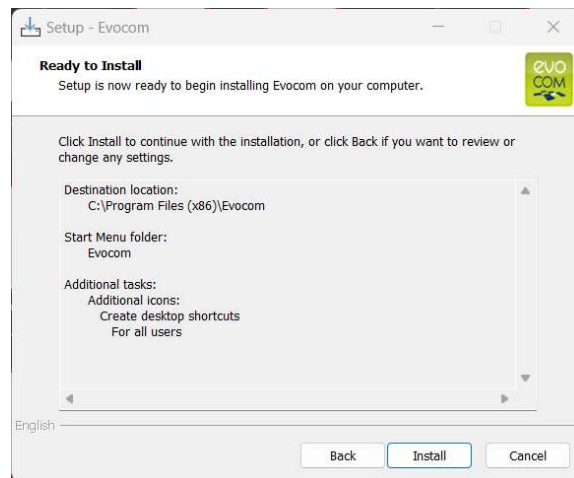 Setup - Evocom
Ready to Install
Setup is now ready to begin installing Evocom on your computer.
evo
COM
Click Install to continue with the installation, or click Back if you want to review or
change any settings.
Destination location:
C:\Program Files (x86)\Evocom
Start Menu folder:
Evocom
Additional tasks:
Additional icons:
Create desktop shortcuts
For all users
English
Back
Install
Cancel